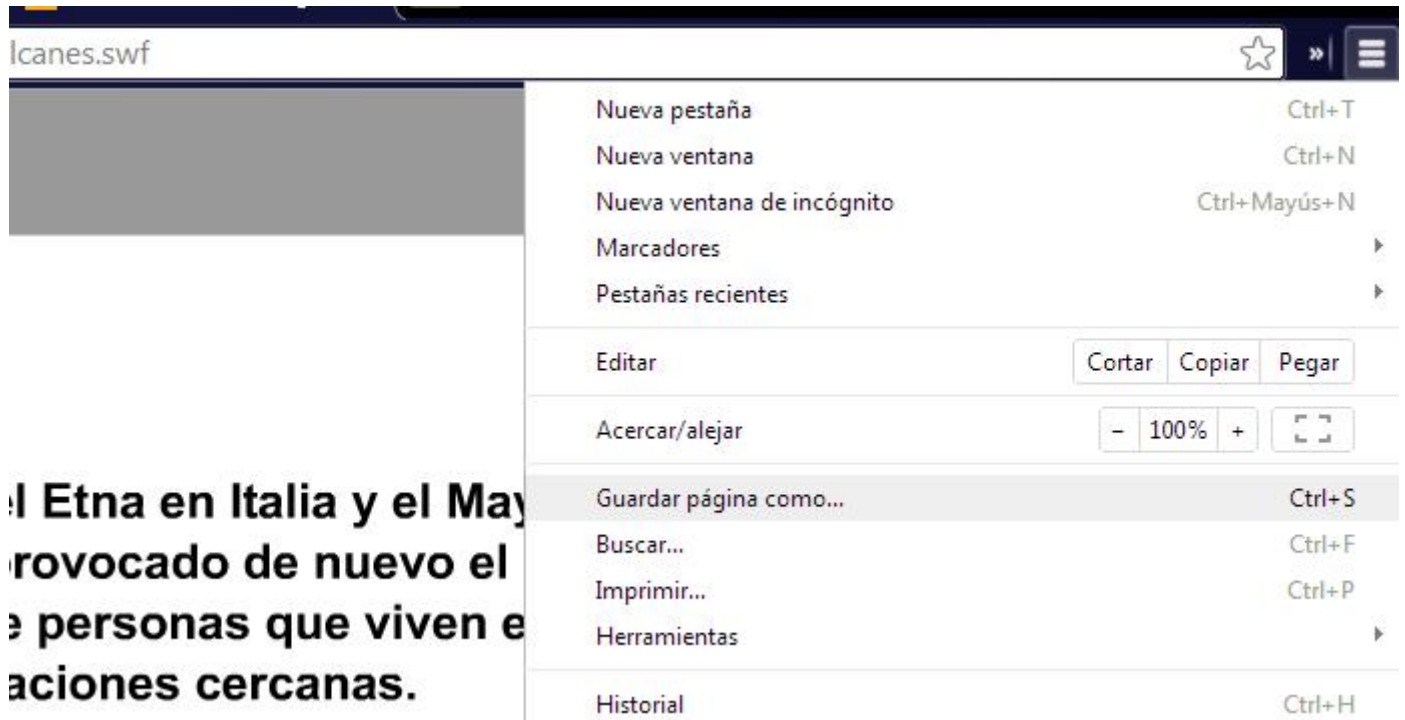 lcanes.swf
Nueva pestaña Ctrl+T
Nueva ventana Ctrl+N
Nueva ventana de incógnito Ctrl+Mayús+N
Marcadores
Pestañas recientes
Editar Cortar Copiar Pegar
Acercar/alejar - 100% +
Guardar página como... Ctrl+S
Buscar... Ctrl+F
Imprimir... Ctrl+P
Herramientas
Historial Ctrl+H
el Etna en Italia y el May
rovocado de nuevo el
e personas que viven e
aciones cercanas.